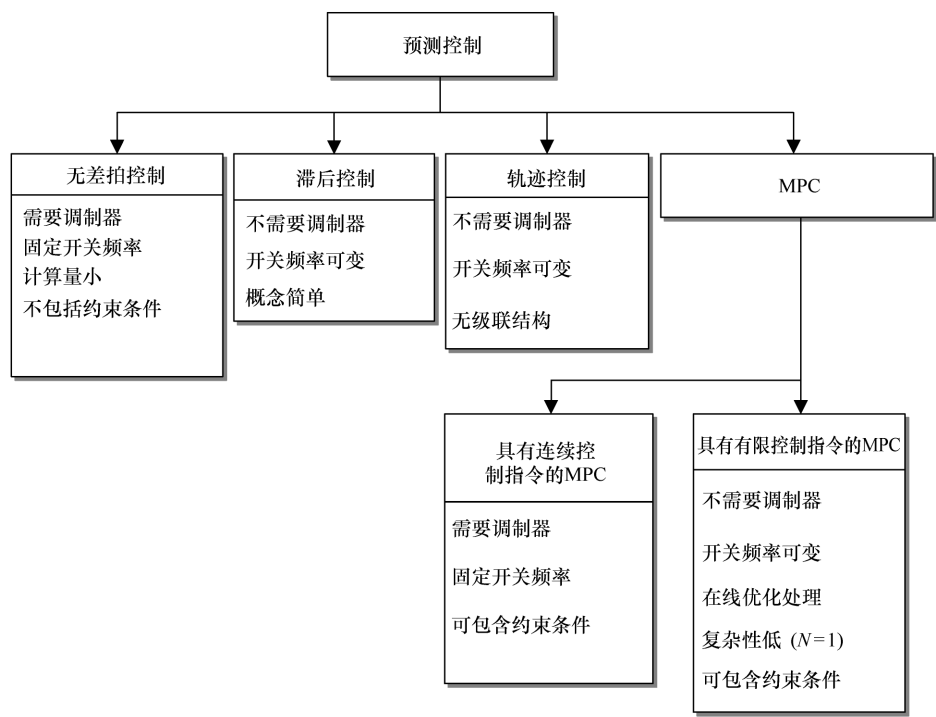 预测控制
无差拍控制
需要调制器
固定开关频率
计算量小
不包括约束条件
滞后控制
不需要调制器
开关频率可变
概念简单
轨迹控制
不需要调制器
开关频率可变
无级联结构
MPC
具有连续控
制指令的MPC
需要调制器
固定开关频率
可包含约束条件
具有有限控制指令的MPC
不需要调制器
开关频率可变
在线优化处理
复杂性低 (N=1)
可包含约束条件